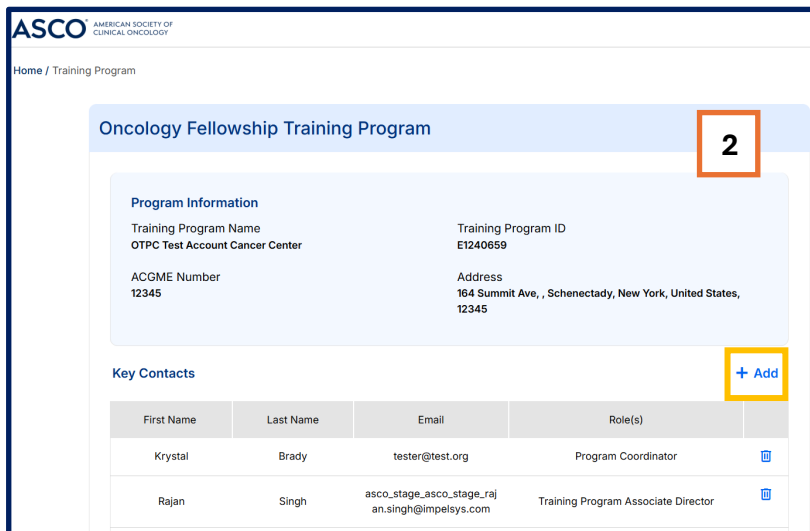 ASCO® AMERICAN SOCIETY OF
CLINICAL ONCOLOGY
Home / Training Program
Oncology Fellowship Training Program
2
Program Information
Training Program Name
OTPC Test Account Cancer Center
Training Program ID
E1240659
ACGME Number
12345
Address
164 Summit Ave, , Schenectady, New York, United States,
12345
Key Contacts
+ Add
First Name Last Name Email Role(s)
Krystal Brady tester@test.org Program Coordinator
Rajan Singh asco_stage_asco_stage_raj
an.singh@impelsys.com Training Program Associate Director